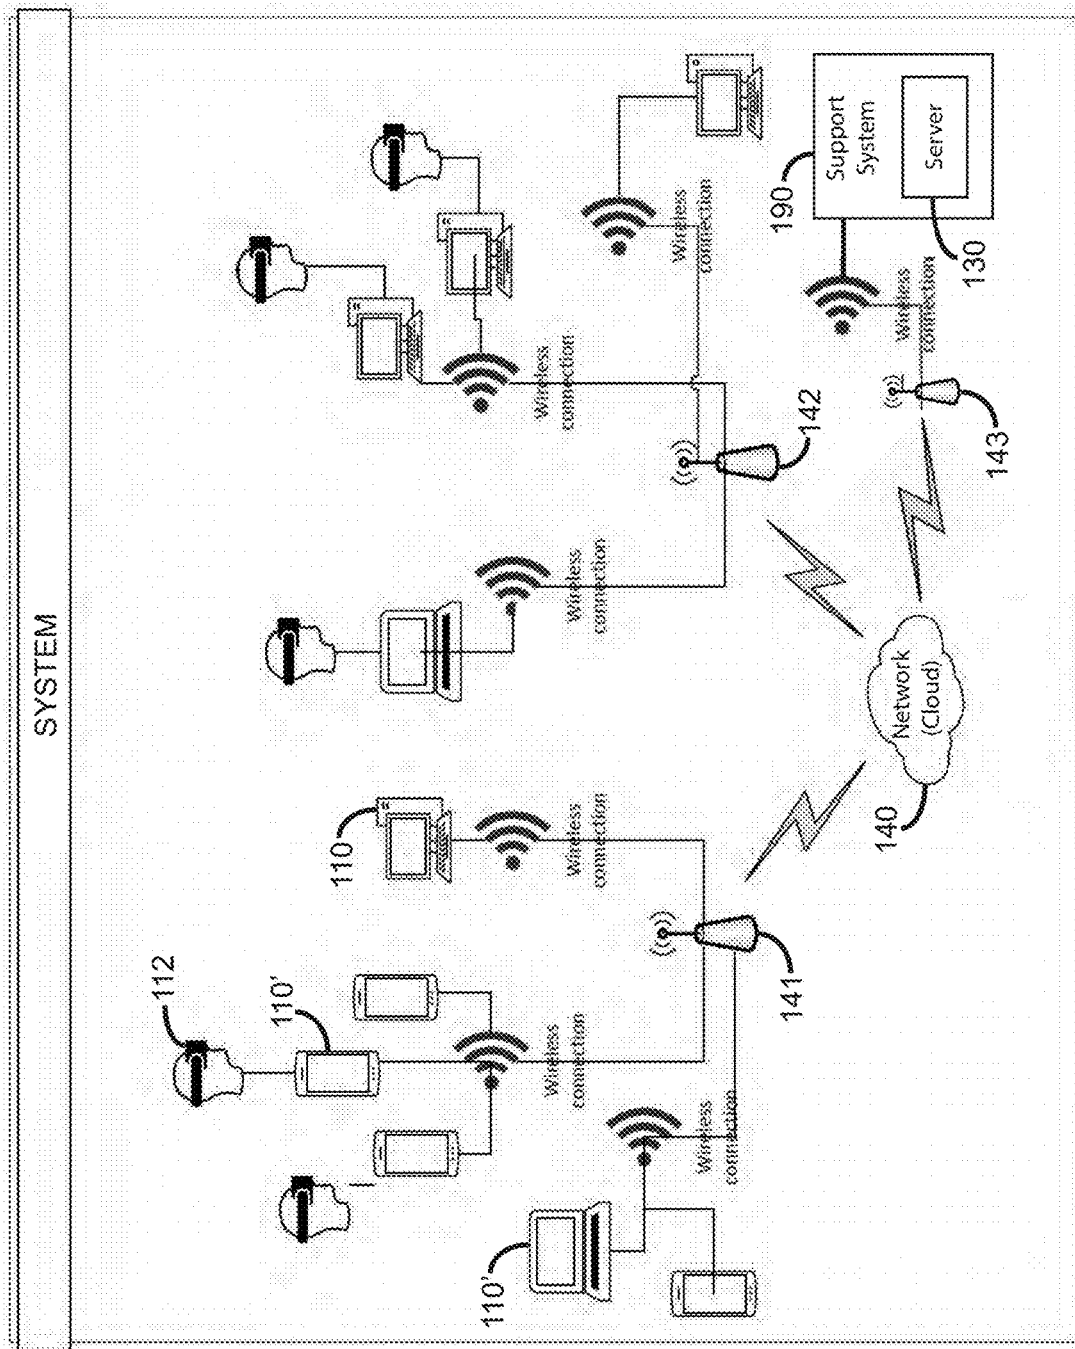 SYSTEM
112
110'
110
110'
Wireless
connection
Wireless
connection
Wireless
connection
141
140
Network
(Cloud)
Wireless
connection
Wireless
connection
Wireless
connection
142
190
Support
System
Server
130
Wireless
connection
143